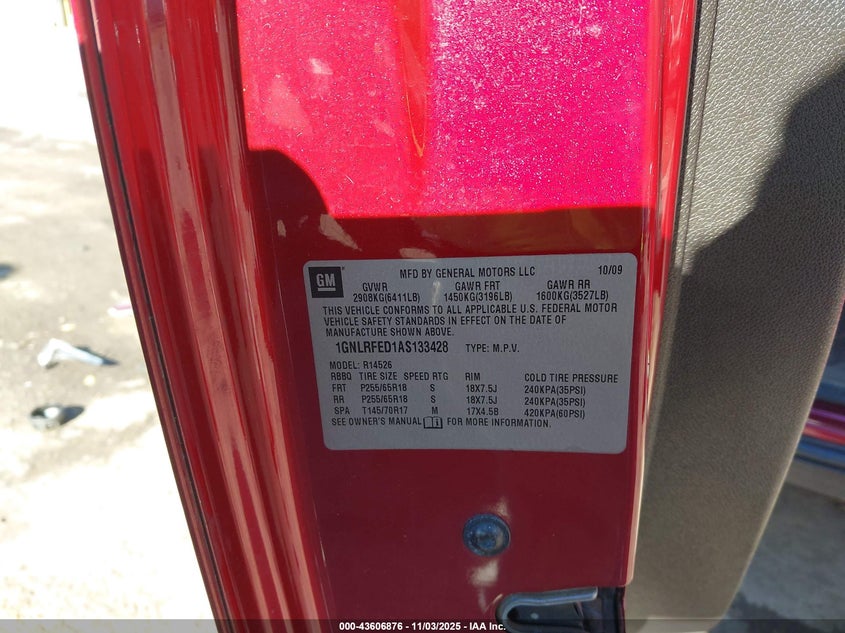 GM
MFD BY GENERAL MOTORS LLC 10/09
GVWR GAWR FRT GAWR RR
2908KG(6411LB) 1450KG(3196LB) 1600KG(3527LB)
THIS VEHICLE CONFORMS TO ALL APPLICABLE U.S. FEDERAL MOTOR
VEHICLE SAFETY STANDARDS IN EFFECT ON THE DATE OF
MANUFACTURE SHOWN ABOVE.
1GNLRFED1AS133428 TYPE: M.P.V.
MODEL: R14526
RBBQ TIRE SIZE SPEED RTG RIM COLD TIRE PRESSURE
FRT P255/65R18 S 18X7.5J 240KPA(35PSI)
RR P255/65R18 S 18X7.5J 240KPA(35PSI)
SPA T145/70R17 M 17X4.5B 420KPA(60PSI)
SEE OWNER'S MANUAL FOR MORE INFORMATION.
000-43606876 - 11/03/2025 - IAA Inc.